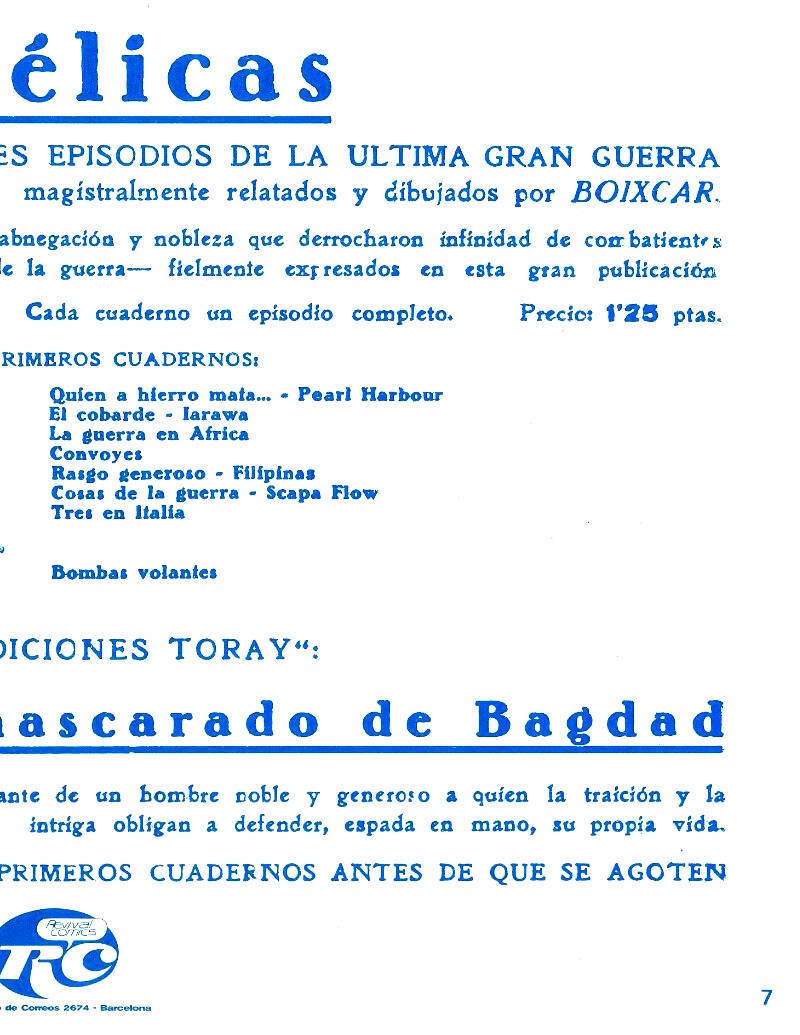 élicas
ES EPISODIOS DE LA ULTIMA GRAN GUERRA
magistralmente relatados y dibujados por BOIXCAR.
abnegación y nobleza que derrocharon infinidad de combatientes
de la guerra— fielmente expresados en esta gran publicación
Cada cuaderno un episodio completo. Precio: 1'25 ptas.
RIMEROS CUADERNOS:
Quien a hierro mata... - Pearl Harbour
El cobarde - Iarawa
La guerra en Africa
Convoyes
Rasgo generoso - Filipinas
Cosas de la guerra - Scapa Flow
Tres en Italia
Bombas volantes
DICIONES TORAY“:
mascarado de Bagdad
ante de un hombre noble y generoso a quien la traición y la
intriga obligan a defender, espada en mano, su propia vida.
PRIMEROS CUADERNOS ANTES DE QUE SE AGOTEN
Revival
comics
TRC
o de Correos 2674 - Barcelona
7